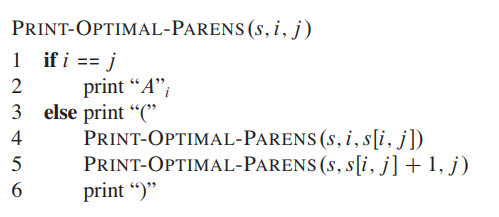 PRINT-OPTIMAL-PARENS(s, i, j)
1 if i == j
2 print “A”ᵢ
3 else print “(”
4 PRINT-OPTIMAL-PARENS(s, i, s[i, j])
5 PRINT-OPTIMAL-PARENS(s, s[i, j] + 1, j)
6 print “)”